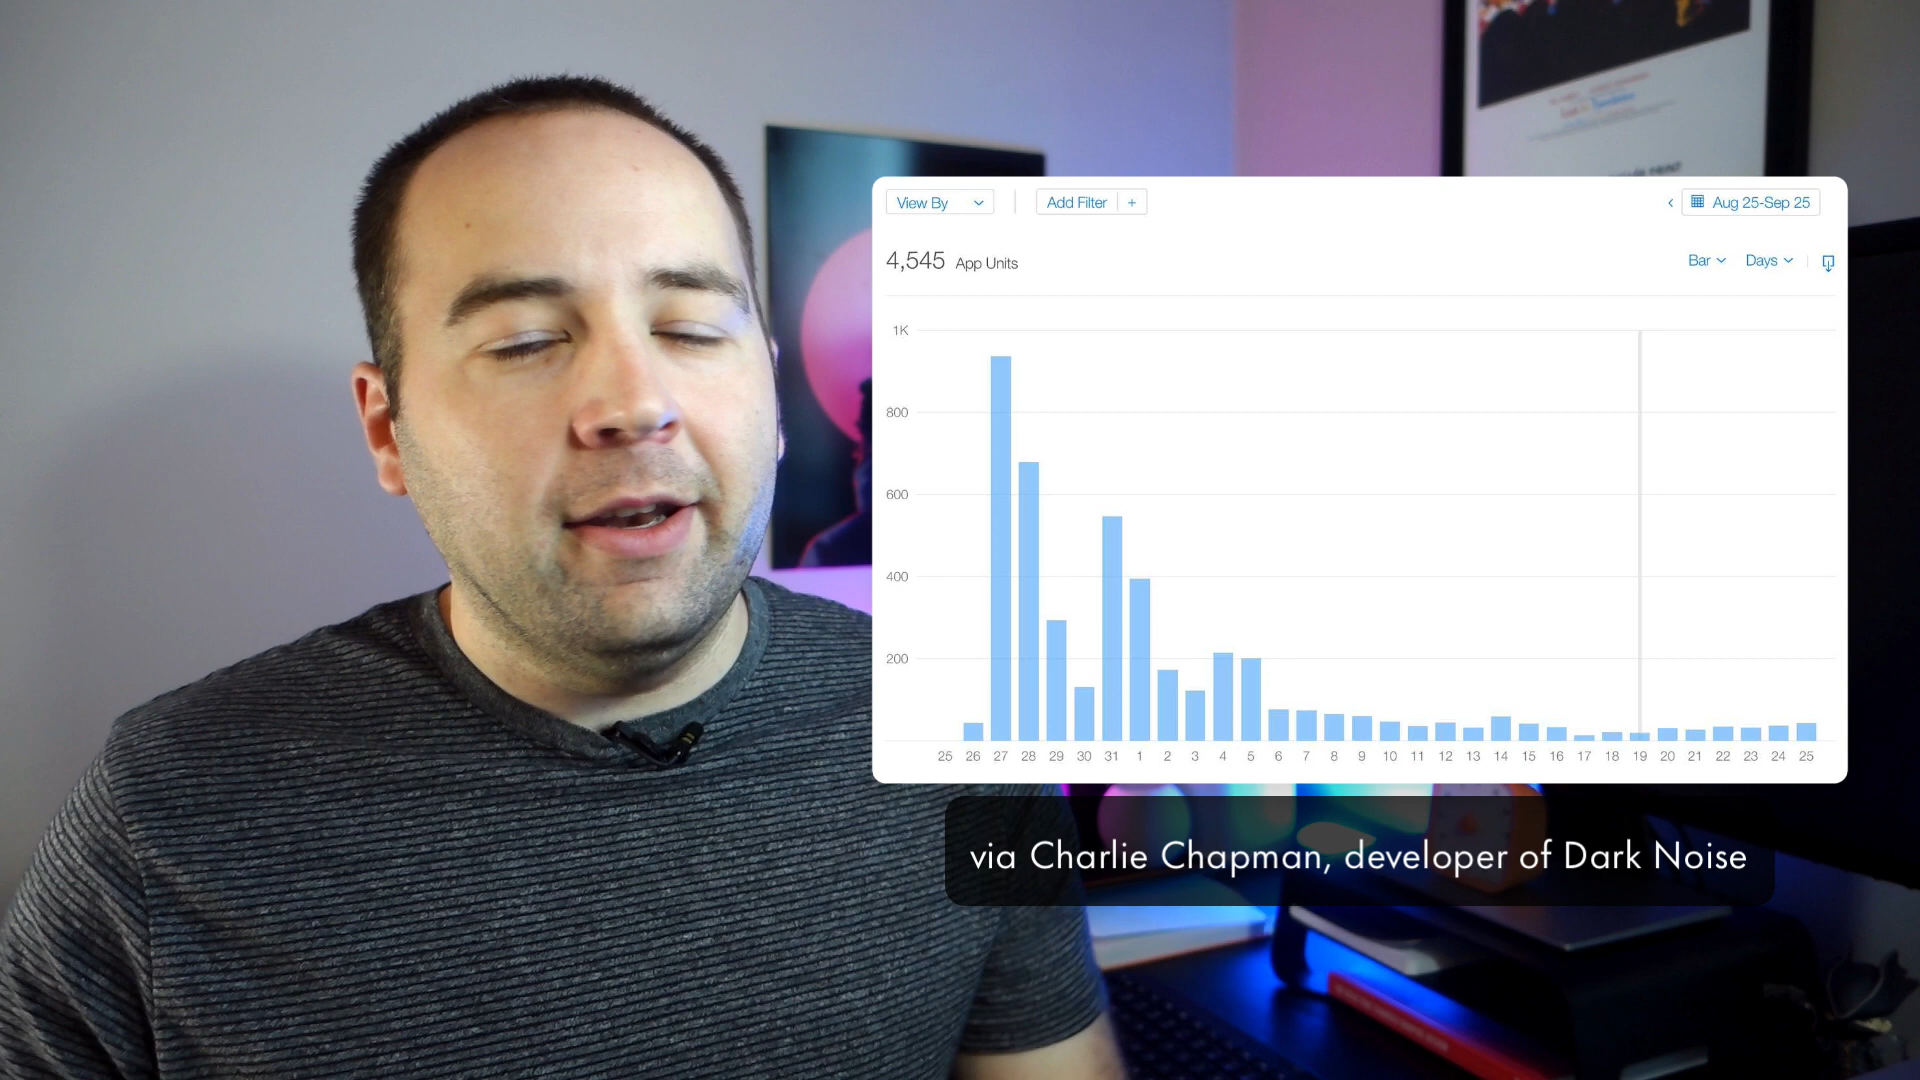 View By
Add Filter +
Aug 25-Sep 25
4,545 App Units
Bar
Days
1K
800
600
400
200
25 26 27 28 29 30 31 1 2 3 4 5 6 7 8 9 10 11 12 13 14 15 16 17 18 19 20 21 22 23 24 25
via Charlie Chapman, developer of Dark Noise